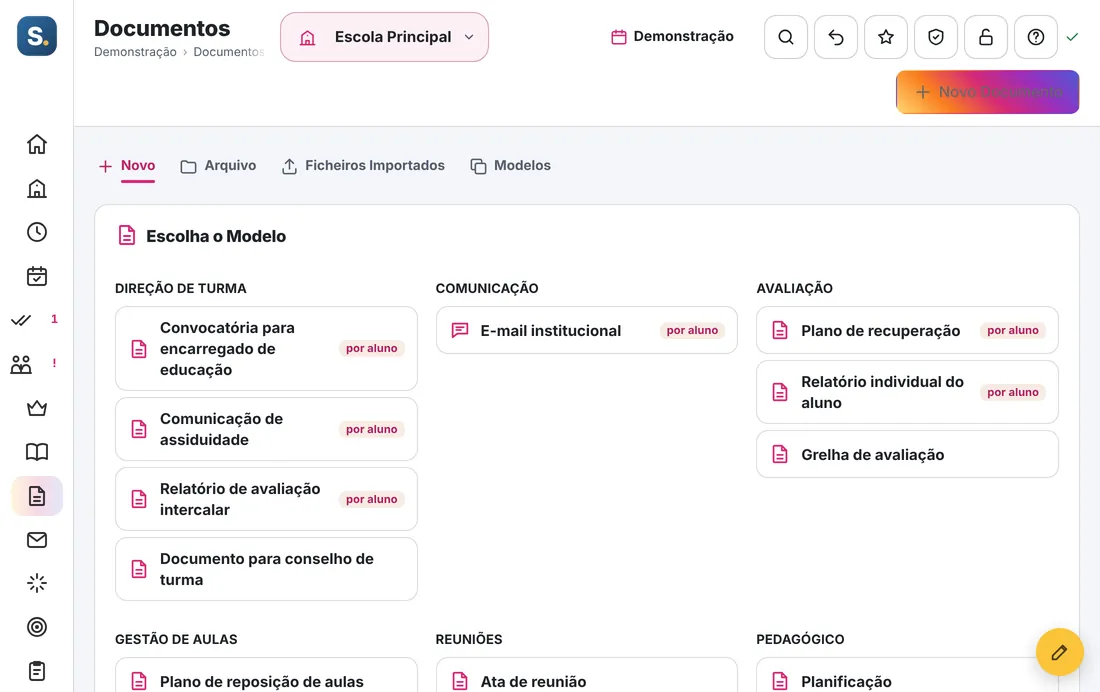 S.
Documentos
Demonstração › Documentos
Escola Principal
Demonstração
Novo Documento
1
!
Novo
Arquivo
Ficheiros Importados
Modelos
Escolha o Modelo
DIREÇÃO DE TURMA
Convocatória para
encarregado de
educação
por aluno
Comunicação de
assiduidade
por aluno
Relatório de avaliação
intercalar
por aluno
Documento para conselho de
turma
COMUNICAÇÃO
E-mail institucional
por aluno
AVALIAÇÃO
Plano de recuperação
por aluno
Relatório individual do
aluno
por aluno
Grelha de avaliação
GESTÃO DE AULAS
Plano de reposição de aulas
REUNIÕES
Ata de reunião
PEDAGÓGICO
Planificação